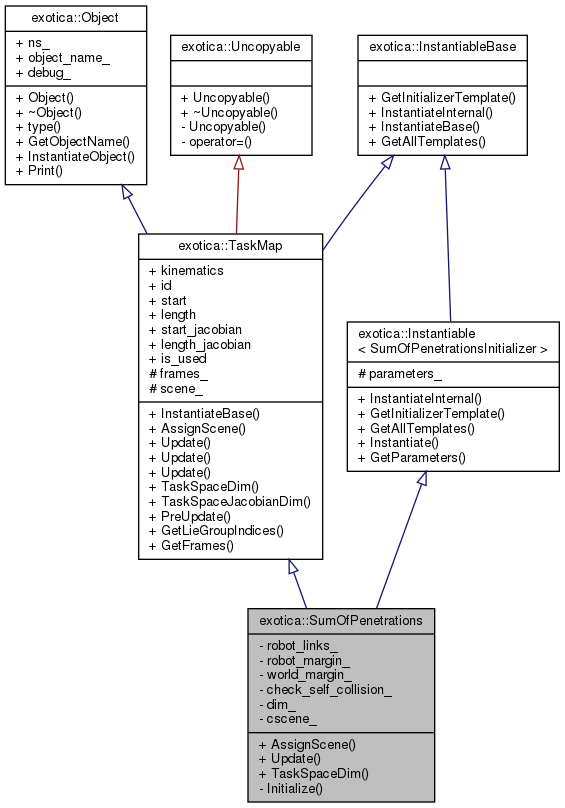 exotica::Object
+ ns_
+ object_name_
+ debug_
+ Object()
+ ~Object()
+ type()
+ GetObjectName()
+ InstantiateObject()
+ Print()
exotica::Uncopyable
+ Uncopyable()
+ ~Uncopyable()
- Uncopyable()
- operator=()
exotica::InstantiableBase
+ GetInitializerTemplate()
+ InstantiateInternal()
+ InstantiateBase()
+ GetAllTemplates()
exotica::TaskMap
+ kinematics
+ id
+ start
+ length
+ start_jacobian
+ length_jacobian
+ is_used
# frames_
# scene_
+ InstantiateBase()
+ AssignScene()
+ Update()
+ Update()
+ Update()
+ TaskSpaceDim()
+ TaskSpaceJacobianDim()
+ PreUpdate()
+ GetLieGroupIndices()
+ GetFrames()
exotica::Instantiable
< SumOfPenetrationsInitializer >
# parameters_
+ InstantiateInternal()
+ GetInitializerTemplate()
+ GetAllTemplates()
+ Instantiate()
+ GetParameters()
exotica::SumOfPenetrations
- robot_links_
- robot_margin_
- world_margin_
- check_self_collision_
- dim_
- cscene_
+ AssignScene()
+ Update()
+ TaskSpaceDim()
- Initialize()